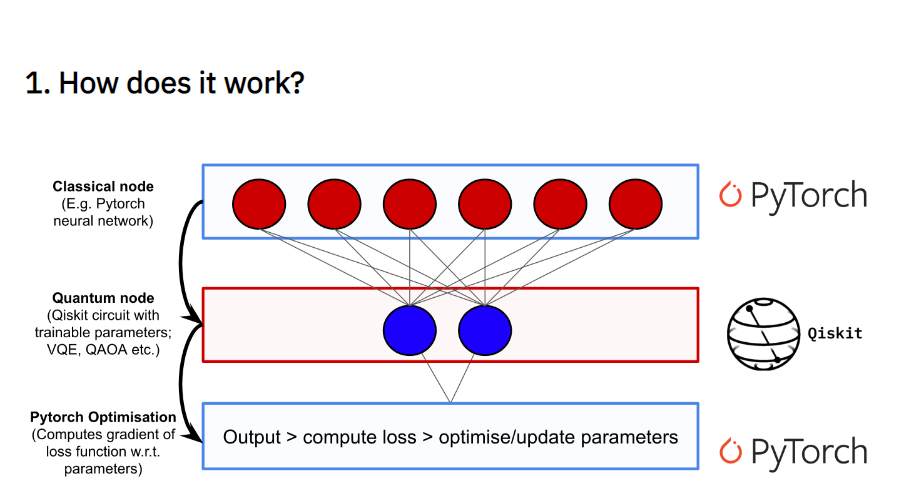 1. How does it work?
Classical node
(E.g. Pytorch
neural network)
PyTorch
Quantum node
(Qiskit circuit with
trainable parameters;
VQE, QAOA etc.)
Qiskit
Pytorch Optimisation
(Computes gradient of
loss function w.r.t.
parameters)
Output > compute loss > optimise/update parameters
PyTorch